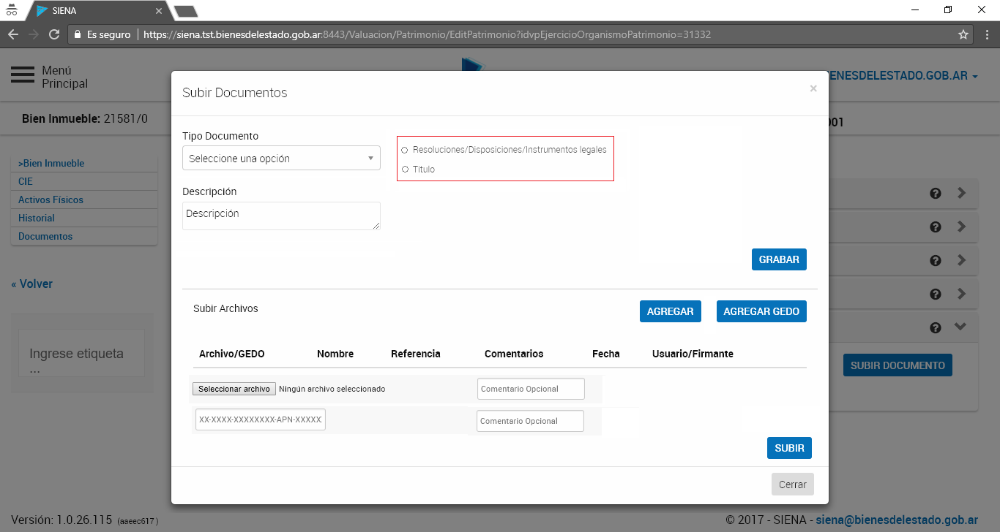 SIENA
Es seguro https://siena.tst.bienesdelestado.gob.ar:8443/Valuacion/Patrimonio/EditPatrimonio?idvpEjercicioOrganismoPatrimonio=31332
Menú
Principal
ENESDELESTADO.GOB.AR
Bien Inmueble: 21581/0
001
>Bien Inmueble
CIE
Activos Físicos
Historial
Documentos
« Volver
Ingrese etiqueta
...
Subir Documentos
×
Tipo Documento
Seleccione una opción
Resoluciones/Disposiciones/Instrumentos legales
Titulo
Descripción
Descripción
GRABAR
Subir Archivos
AGREGAR
AGREGAR GEDO
Archivo/GEDO Nombre Referencia Comentarios Fecha Usuario/Firmante
Seleccionar archivo Ningún archivo seleccionado Comentario Opcional
XX-XXXX-XXXXXXXX-APN-XXXXX Comentario Opcional
SUBIR
Cerrar
SUBIR DOCUMENTO
Versión: 1.0.26.115 (aaeec617)
© 2017 - SIENA - siena@bienesdelestado.gob.ar